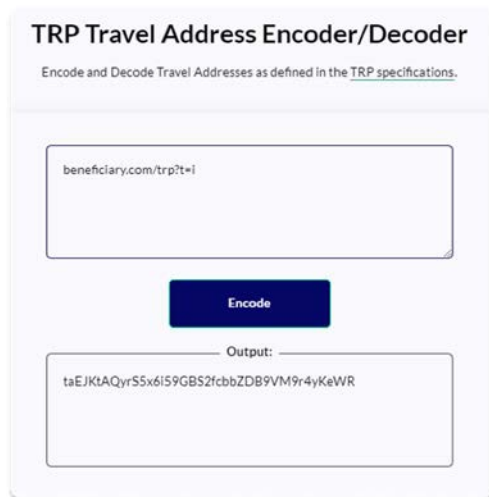 TRP Travel Address Encoder/Decoder
Encode and Decode Travel Addresses as defined in the TRP specifications.
beneficiary.com/trp?t=i
Encode
Output:
taEJKtAQyrS5x6i59GBS2fcbbZDB9VM9r4yKeWR